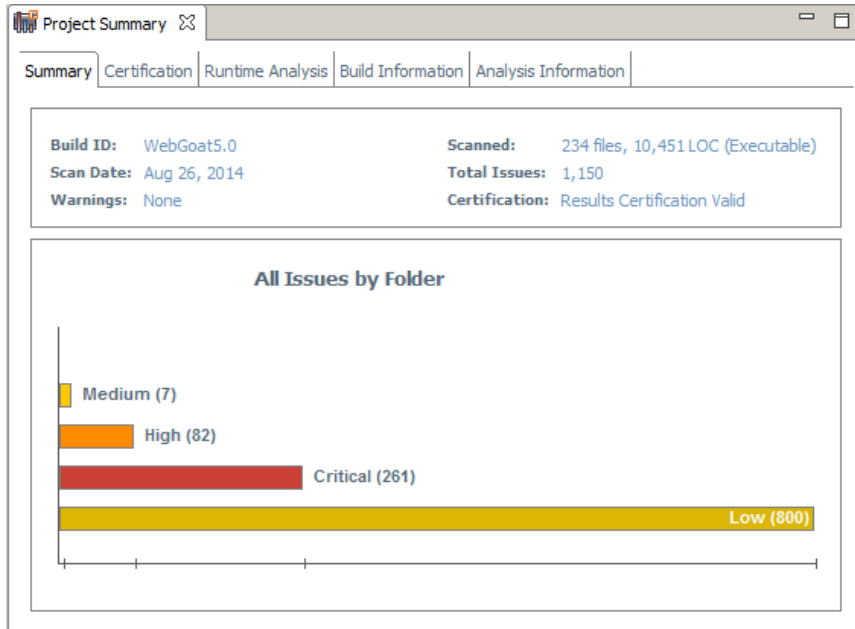 Project Summary
Summary Certification Runtime Analysis Build Information Analysis Information
Build ID: WebGoat5.0 Scanned: 234 files, 10,451 LOC (Executable)
Scan Date: Aug 26, 2014 Total Issues: 1,150
Warnings: None Certification: Results Certification Valid
All Issues by Folder
Medium (7)
High (82)
Critical (261)
Low (800)